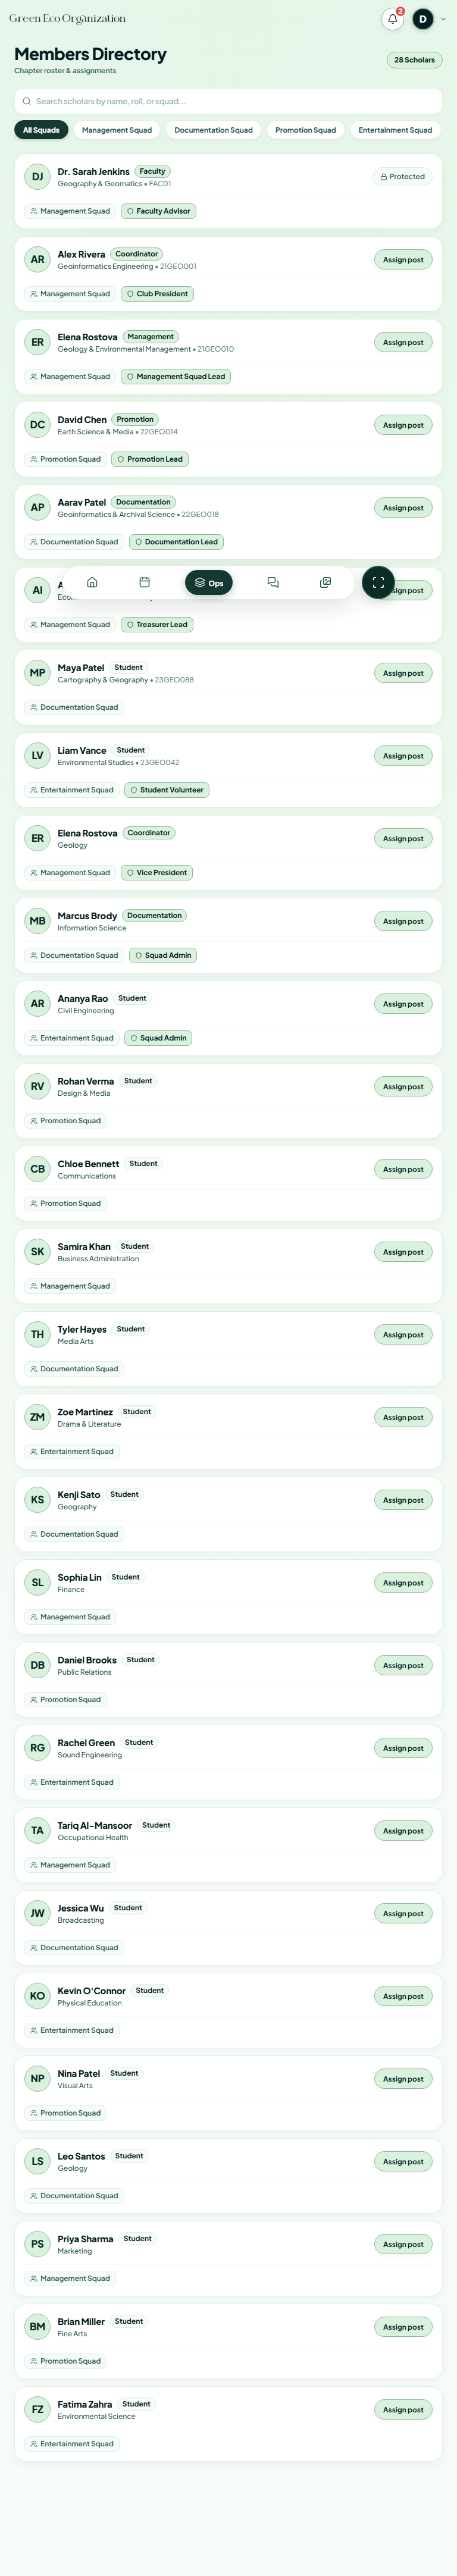 Green Eco Organization
2
D
Members Directory
Chapter roster & assignments
28 Scholars
Search scholars by name, roll, or squad...
All Squads
Management Squad
Documentation Squad
Promotion Squad
Entertainment Squad
DJ
Dr. Sarah Jenkins
Faculty
Geography & Geomatics • FAC01
Protected
Management Squad
Faculty Advisor
AR
Alex Rivera
Coordinator
Geoinformatics Engineering • 21GEO001
Assign post
Management Squad
Club President
ER
Elena Rostova
Management
Geology & Environmental Management • 21GEO010
Assign post
Management Squad
Management Squad Lead
DC
David Chen
Promotion
Earth Science & Media • 22GEO014
Assign post
Promotion Squad
Promotion Lead
AP
Aarav Patel
Documentation
Geoinformatics & Archival Science • 22GEO018
Assign post
Documentation Squad
Documentation Lead
AI
Ops
Management Squad
Treasurer Lead
MP
Maya Patel
Student
Cartography & Geography • 23GEO088
Assign post
Documentation Squad
LV
Liam Vance
Student
Environmental Studies • 23GEO042
Assign post
Entertainment Squad
Student Volunteer
ER
Elena Rostova
Coordinator
Geology
Assign post
Management Squad
Vice President
MB
Marcus Brody
Documentation
Information Science
Assign post
Documentation Squad
Squad Admin
AR
Ananya Rao
Student
Civil Engineering
Assign post
Entertainment Squad
Squad Admin
RV
Rohan Verma
Student
Design & Media
Assign post
Promotion Squad
CB
Chloe Bennett
Student
Communications
Assign post
Promotion Squad
SK
Samira Khan
Student
Business Administration
Assign post
Management Squad
TH
Tyler Hayes
Student
Media Arts
Assign post
Documentation Squad
ZM
Zoe Martinez
Student
Drama & Literature
Assign post
Entertainment Squad
KS
Kenji Sato
Student
Geography
Assign post
Documentation Squad
SL
Sophia Lin
Student
Finance
Assign post
Management Squad
DB
Daniel Brooks
Student
Public Relations
Assign post
Promotion Squad
RG
Rachel Green
Student
Sound Engineering
Assign post
Entertainment Squad
TA
Tariq Al-Mansoor
Student
Occupational Health
Assign post
Management Squad
JW
Jessica Wu
Student
Broadcasting
Assign post
Documentation Squad
KO
Kevin O'Connor
Student
Physical Education
Assign post
Entertainment Squad
NP
Nina Patel
Student
Visual Arts
Assign post
Promotion Squad
LS
Leo Santos
Student
Geology
Assign post
Documentation Squad
PS
Priya Sharma
Student
Marketing
Assign post
Management Squad
BM
Brian Miller
Student
Fine Arts
Assign post
Promotion Squad
FZ
Fatima Zahra
Student
Environmental Science
Assign post
Entertainment Squad